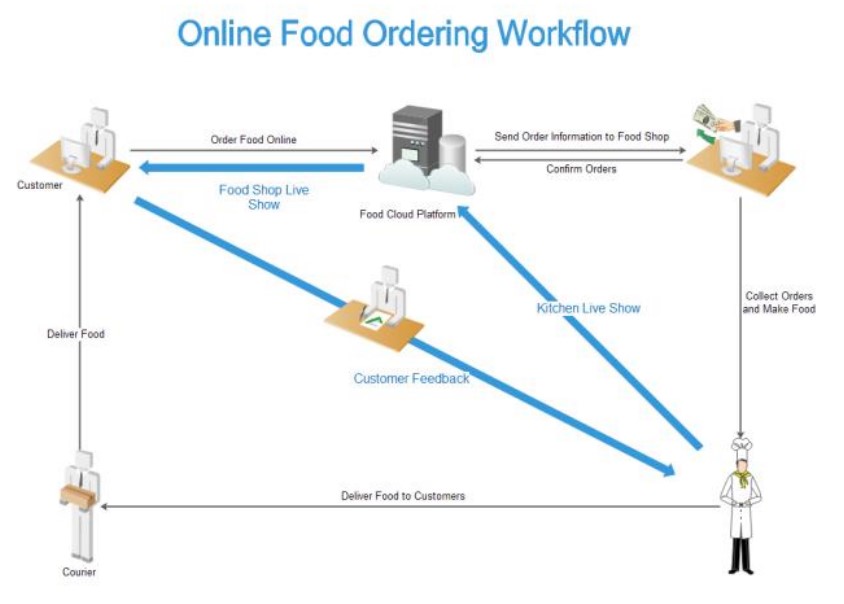 Online Food Ordering Workflow
Order Food Online
Send Order Information to Food Shop
Confirm Orders
Customer
Food Shop Live
Show
Food Cloud Platform
Collect Orders
and Make Food
Kitchen Live Show
Deliver Food
Customer Feedback
Deliver Food to Customers
Courier